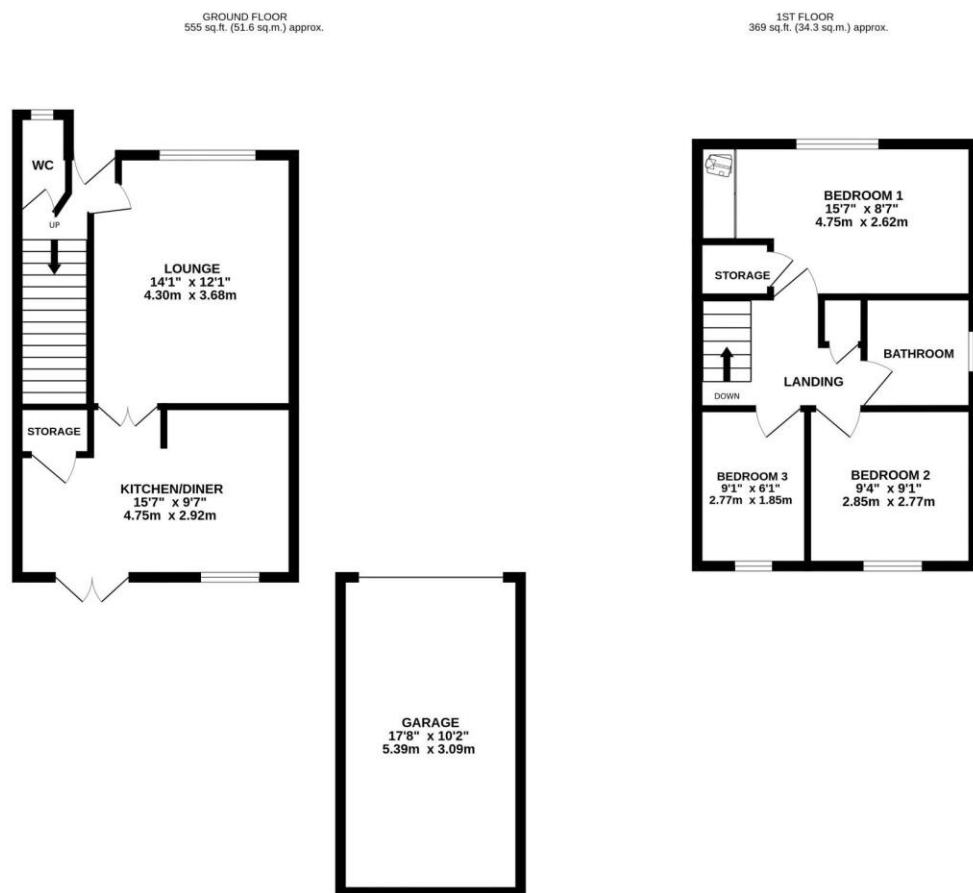 GROUND FLOOR
555 sq.ft. (51.6 sq.m.) approx.
1ST FLOOR
369 sq.ft. (34.3 sq.m.) approx.
WC
UP
LOUNGE
14'1" x 12'1"
4.30m x 3.68m
STORAGE
KITCHEN/DINER
15'7" x 9'7"
4.75m x 2.92m
GARAGE
17'8" x 10'2"
5.39m x 3.09m
BEDROOM 1
15'7" x 8'7"
4.75m x 2.62m
STORAGE
BATHROOM
LANDING
DOWN
BEDROOM 3
9'1" x 6'1"
2.77m x 1.85m
BEDROOM 2
9'4" x 9'1"
2.85m x 2.77m